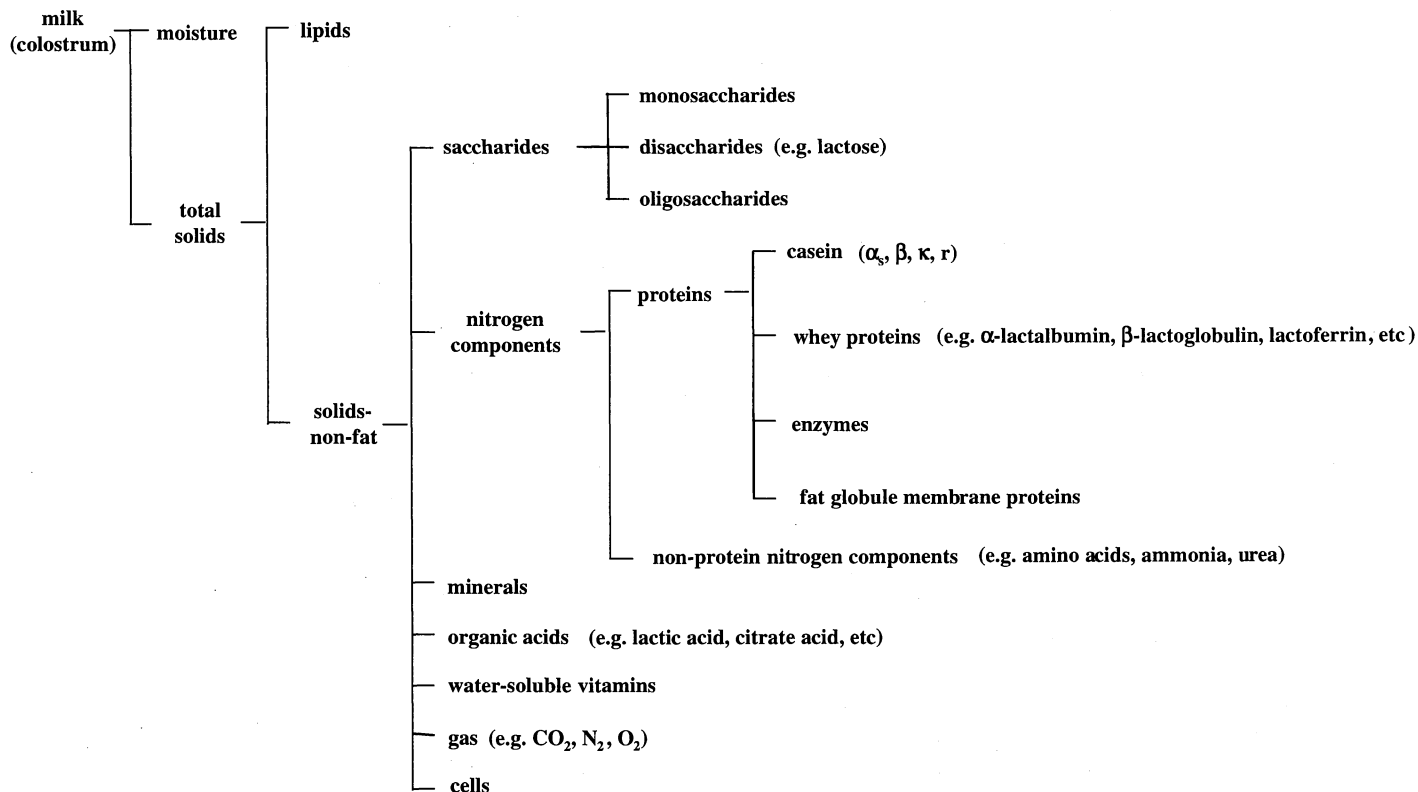 milk
(colostrum)
moisture
lipids
monosaccharides
saccharides
disaccharides (e.g. lactose)
oligosaccharides
total
solids
casein (αs, β, κ, r)
proteins
nitrogen
components
whey proteins (e.g. α-lactalbumin, β-lactoglobulin, lactoferrin, etc)
solids-
non-fat
enzymes
fat globule membrane proteins
non-protein nitrogen components (e.g. amino acids, ammonia, urea)
minerals
organic acids (e.g. lactic acid, citrate acid, etc)
water-soluble vitamins
gas (e.g. CO₂, N₂, O₂)
cells